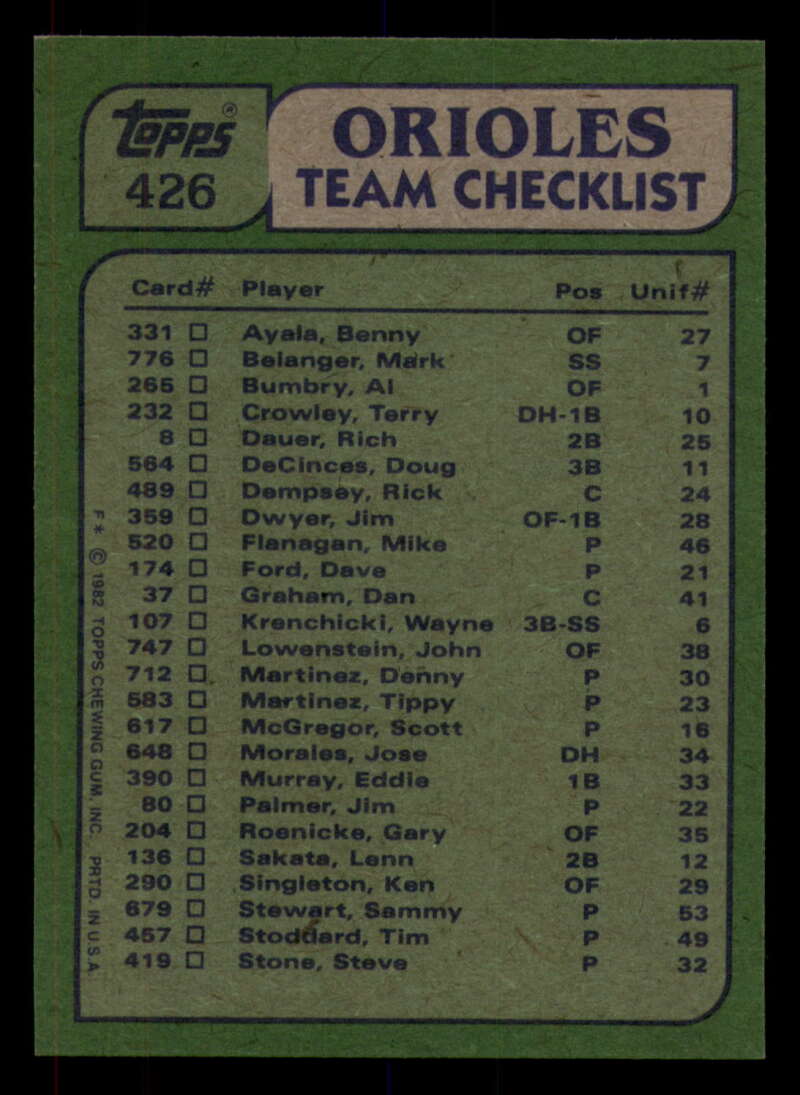 Topps®
426
ORIOLES
TEAM CHECKLIST
Card# Player Pos Unif#
331 Ayala, Benny OF 27
776 Belanger, Mark SS 7
265 Bumbry, Al OF 1
232 Crowley, Terry DH-1B 10
8 Dauer, Rich 2B 25
564 DeCinces, Doug 3B 11
489 Dempsey, Rick C 24
359 Dwyer, Jim OF-1B 28
520 Flanagan, Mike P 46
174 Ford, Dave P 21
37 Graham, Dan C 41
107 Krenchicki, Wayne 3B-SS 6
747 Lowenstein, John OF 38
712 Martinez, Denny P 30
583 Martinez, Tippy P 23
617 McGregor, Scott P 16
648 Morales, Jose DH 34
390 Murray, Eddie 1B 33
80 Palmer, Jim P 22
204 Roenicke, Gary OF 35
136 Sakata, Lenn 2B 12
290 Singleton, Ken OF 29
679 Stewart, Sammy P 53
457 Stoddard, Tim P 49
419 Stone, Steve P 32
F* © 1982 TOPPS CHEWING GUM, INC. PRTD. IN U.S.A.